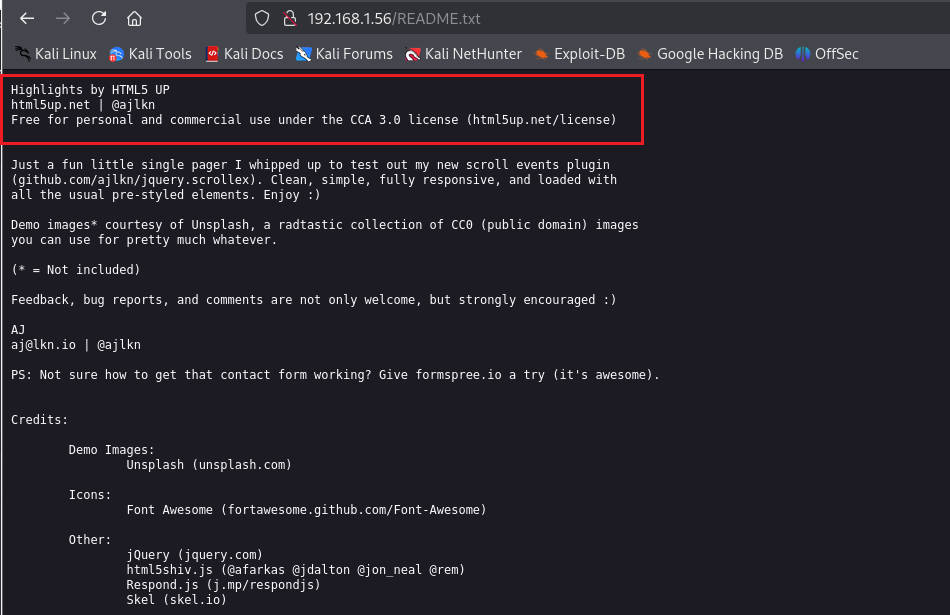 192.168.1.56/README.txt
Kali Linux Kali Tools Kali Docs Kali Forums Kali NetHunter Exploit-DB Google Hacking DB OffSec
Highlights by HTML5 UP
html5up.net | @ajlkn
Free for personal and commercial use under the CCA 3.0 license (html5up.net/license)
Just a fun little single pager I whipped up to test out my new scroll events plugin
(github.com/ajlkn/jquery.scrollex). Clean, simple, fully responsive, and loaded with
all the usual pre-styled elements. Enjoy :)
Demo images* courtesy of Unsplash, a radtastic collection of CC0 (public domain) images
you can use for pretty much whatever.
(* = Not included)
Feedback, bug reports, and comments are not only welcome, but strongly encouraged :)
AJ
aj@lkn.io | @ajlkn
PS: Not sure how to get that contact form working? Give formspree.io a try (it's awesome).
Credits:
Demo Images:
Unsplash (unsplash.com)
Icons:
Font Awesome (fortawesome.github.com/Font-Awesome)
Other:
jQuery (jquery.com)
html5shiv.js (@afarkas @jdalton @jon_neal @rem)
Respond.js (j.mp/respondjs)
Skel (skel.io)